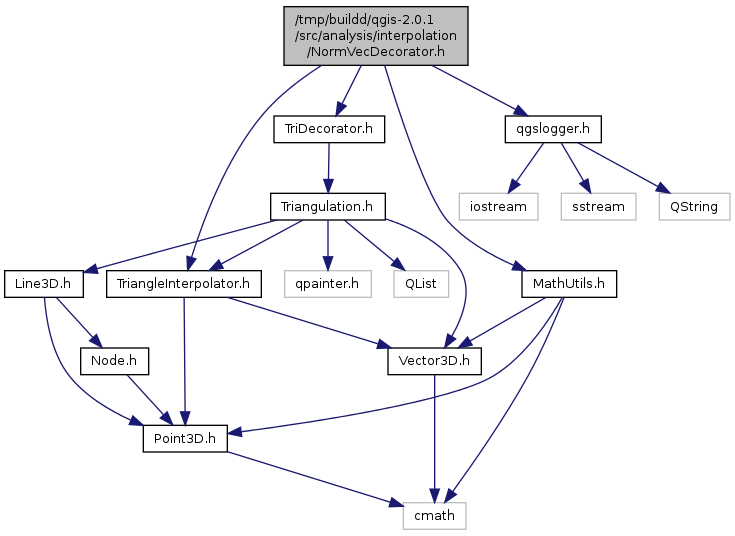 /tmp/buildd/qgis-2.0.1
/src/analysis/interpolation
/NormVecDecorator.h
TriDecorator.h
qgslogger.h
Triangulation.h
iostream
sstream
QString
Line3D.h
TriangleInterpolator.h
qpainter.h
QList
MathUtils.h
Node.h
Vector3D.h
Point3D.h
cmath